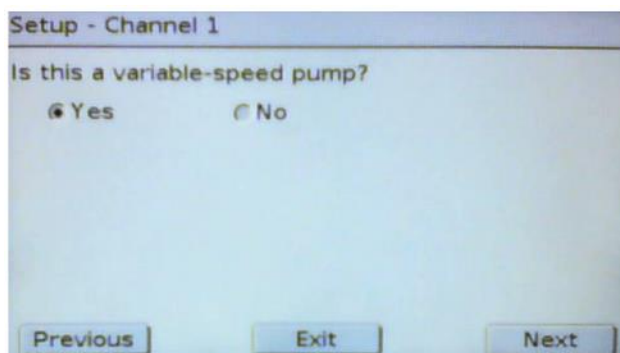 Setup - Channel 1
Is this a variable-speed pump?
Yes No
Previous Exit Next